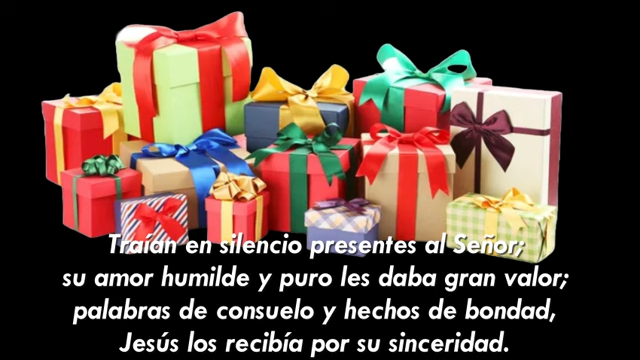 Traían en silencio presentes al Señor;
su amor humilde y puro les daba gran valor;
palabras de consuelo y hechos de bondad,
Jesús los recibía por su sinceridad.